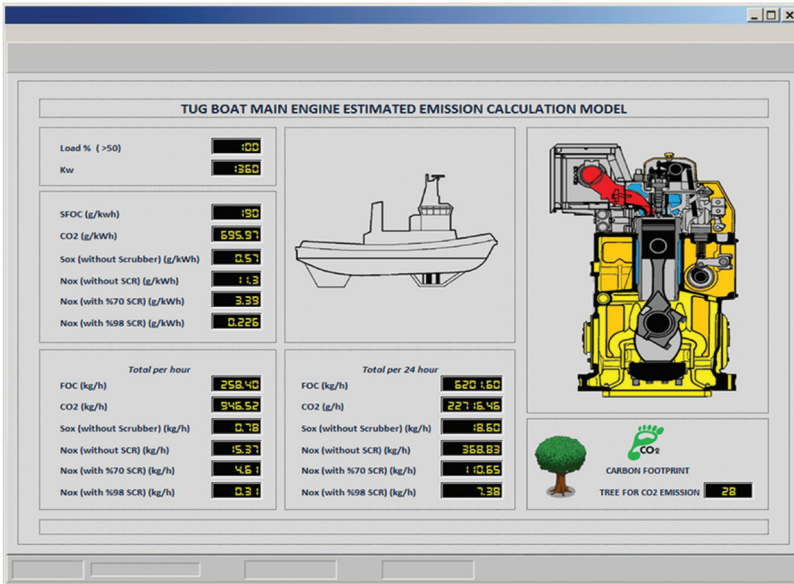 TUG BOAT MAIN ENGINE ESTIMATED EMISSION CALCULATION MODEL
Load % ( >50) 100
Kw 1360
SFOC (g/kwh) 190
CO2 (g/kWh) 695.97
Sox (without Scrubber) (g/kWh) 0.57
Nox (without SCR) (g/kWh) 11.3
Nox (with %70 SCR) (g/kWh) 3.39
Nox (with %98 SCR) (g/kWh) 0.226
Total per hour
FOC (kg/h) 258.40
CO2 (kg/h) 946.52
Sox (without Scrubber) (kg/h) 0.78
Nox (without SCR) (kg/h) 15.37
Nox (with %70 SCR) (kg/h) 4.61
Nox (with %98 SCR) (kg/h) 0.31
Total per 24 hour
FOC (kg/h) 6201.60
CO2 (g/h) 22716.46
Sox (without Scrubber) (kg/h) 18.60
Nox (without SCR) (kg/h) 368.83
Nox (with %70 SCR) (kg/h) 110.65
Nox (with %98 SCR) (kg/h) 7.38
CO2
CARBON FOOTPRINT
TREE FOR CO2 EMISSION 28